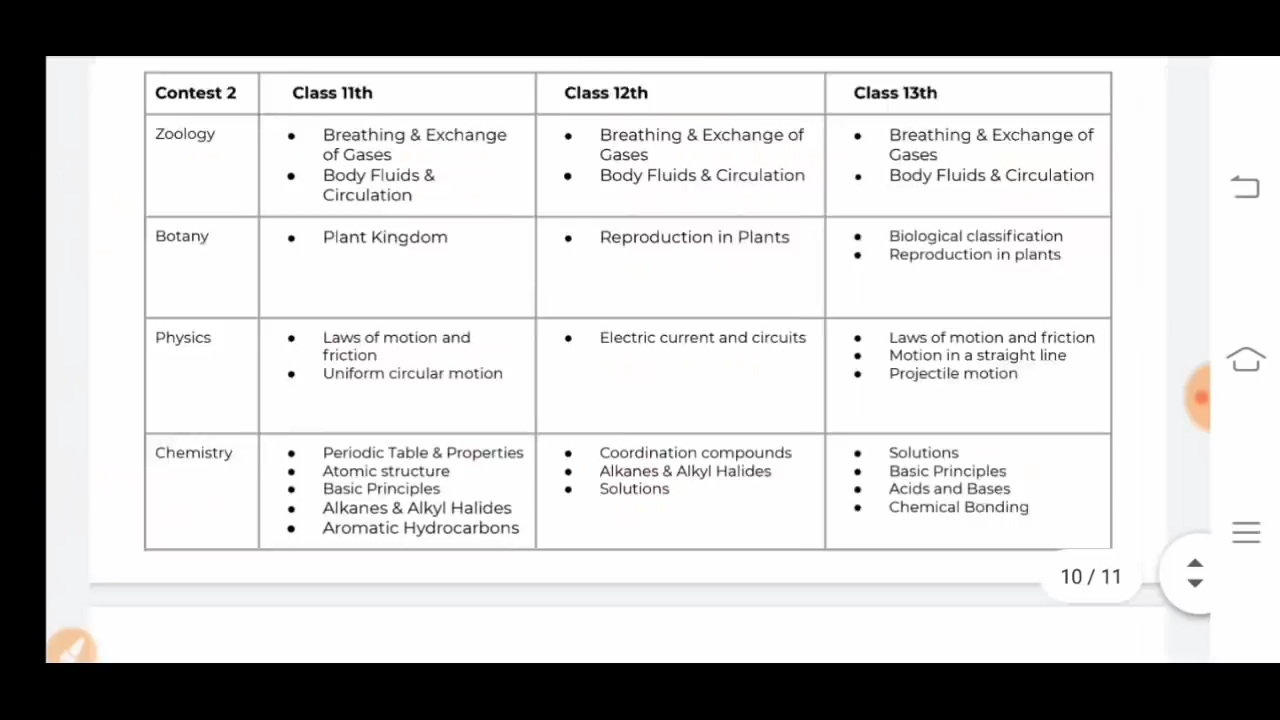 Contest 2 Class 11th Class 12th Class 13th
Zoology
Breathing & Exchange
of Gases
Body Fluids &
Circulation
Breathing & Exchange of
Gases
Body Fluids & Circulation
Breathing & Exchange of
Gases
Body Fluids & Circulation
Botany
Plant Kingdom
Reproduction in Plants
Biological classification
Reproduction in plants
Physics
Laws of motion and
friction
Uniform circular motion
Electric current and circuits
Laws of motion and friction
Motion in a straight line
Projectile motion
Chemistry
Periodic Table & Properties
Atomic structure
Basic Principles
Alkanes & Alkyl Halides
Aromatic Hydrocarbons
Coordination compounds
Alkanes & Alkyl Halides
Solutions
Solutions
Basic Principles
Acids and Bases
Chemical Bonding
10 / 11